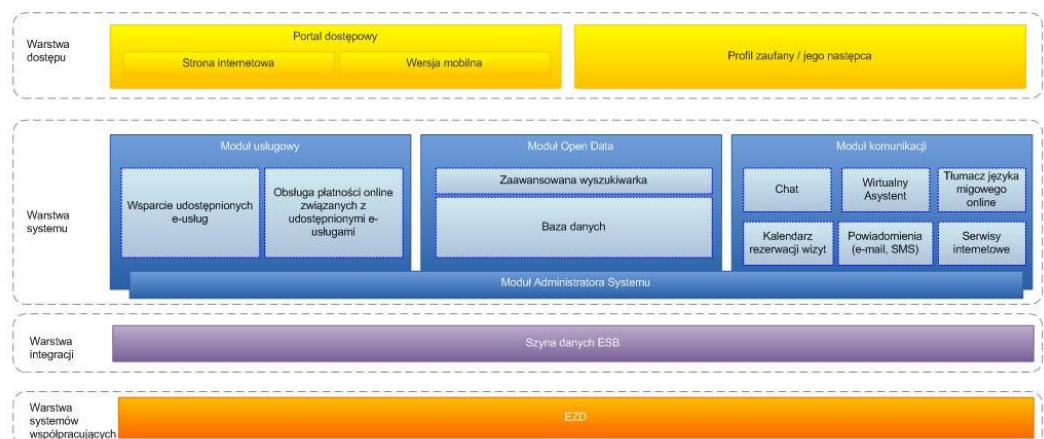 Warstwa
dostępu
Portal dostępowy
Strona internetowa
Wersja mobilna
Profil zaufany / jego następca
Warstwa
systemu
Moduł usługowy
Wsparcie udostępnionych
e-usług
Obsługa płatności online
związanych z
udostępnionymi e-
usługami
Moduł Open Data
Zaawansowana wyszukiwarka
Baza danych
Moduł komunikacji
Chat
Wirtualny
Asystent
Tłumacz języka
migowego
online
Kalendarz
rezerwacji wizyt
Powiadomienia
(e-mail, SMS)
Serwisy
internetowe
Moduł Administratora Systemu
Warstwa
integracji
Szyna danych ESB
Warstwa
systemów
współpracujących
EZD